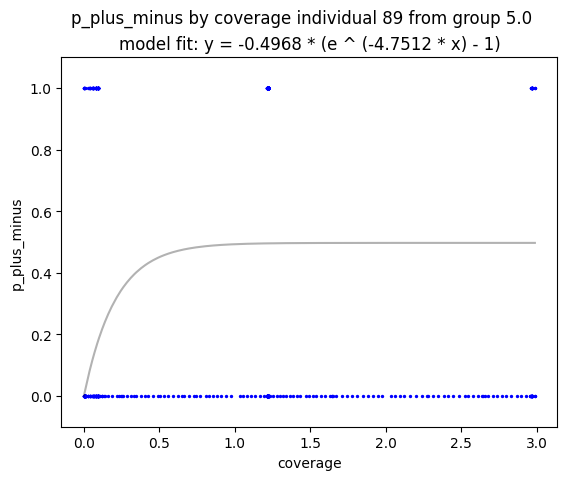 p_plus_minus by coverage individual 89 from group 5.0
model fit: y = -0.4968 * (e ^ (-4.7512 * x) - 1)
1.0
0.8
0.6
0.4
0.2
0.0
p_plus_minus
0.0 0.5 1.0 1.5 2.0 2.5 3.0
coverage